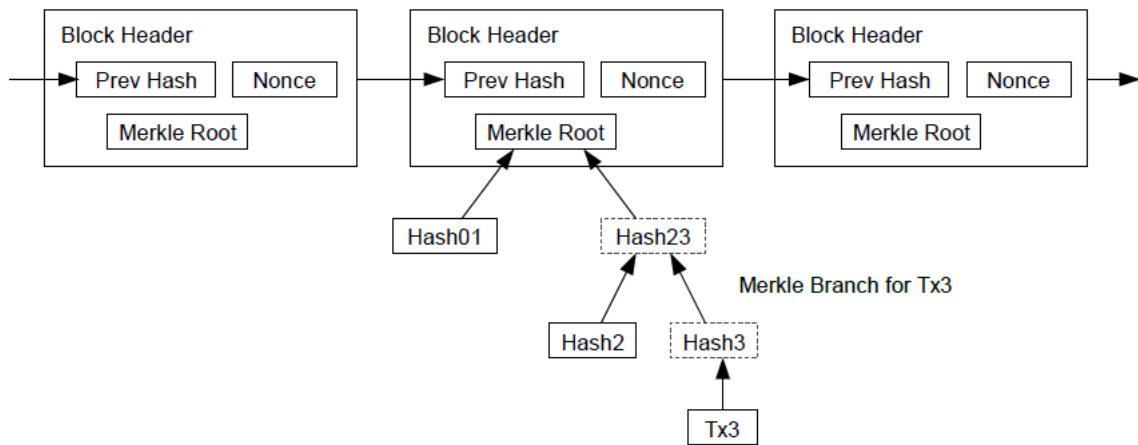 Block Header
Prev Hash
Nonce
Merkle Root
Block Header
Prev Hash
Nonce
Merkle Root
Block Header
Prev Hash
Nonce
Merkle Root
Hash01
Hash23
Merkle Branch for Tx3
Hash2
Hash3
Tx3